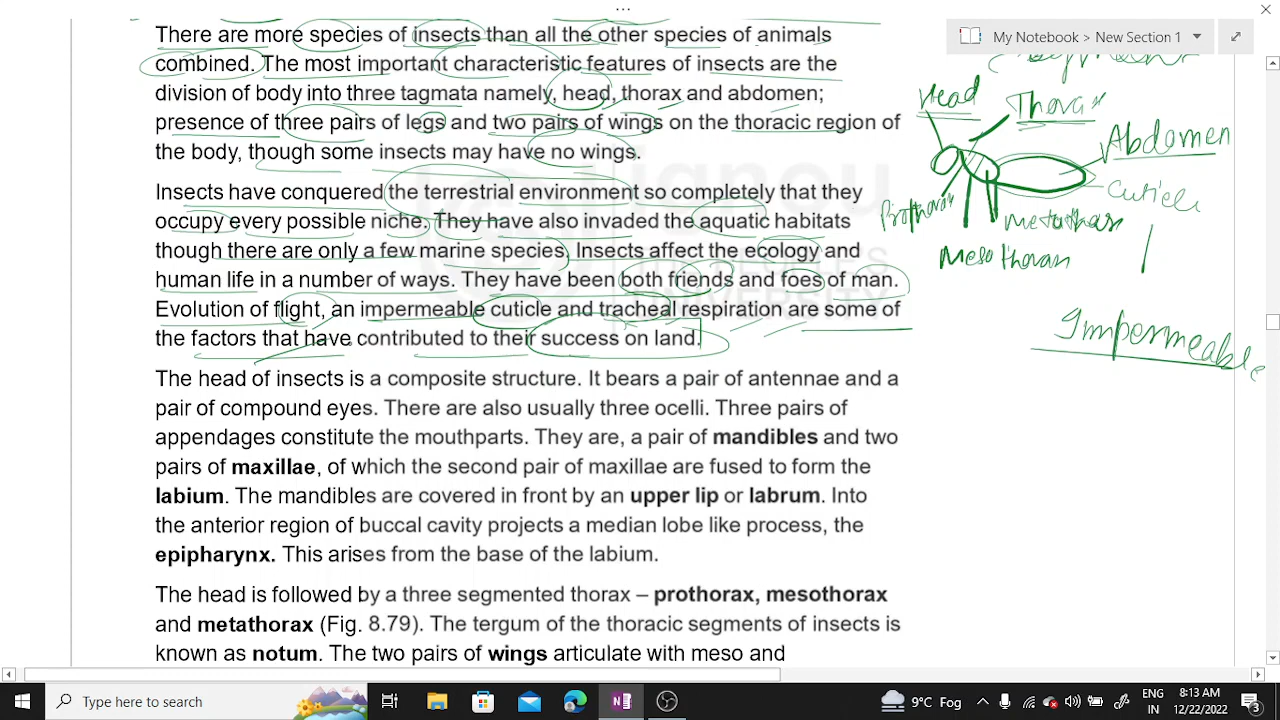 ...
My Notebook > New Section 1
There are more species of insects than all the other species of animals
combined. The most important characteristic features of insects are the
division of body into three tagmata namely, head, thorax and abdomen;
presence of three pairs of legs and two pairs of wings on the thoracic region of
the body, though some insects may have no wings.
Insects have conquered the terrestrial environment so completely that they
occupy every possible niche. They have also invaded the aquatic habitats
though there are only a few marine species. Insects affect the ecology and
human life in a number of ways. They have been both friends and foes of man.
Evolution of flight, an impermeable cuticle and tracheal respiration are some of
the factors that have contributed to their success on land.
The head of insects is a composite structure. It bears a pair of antennae and a
pair of compound eyes. There are also usually three ocelli. Three pairs of
appendages constitute the mouthparts. They are, a pair of mandibles and two
pairs of maxillae, of which the second pair of maxillae are fused to form the
labium. The mandibles are covered in front by an upper lip or labrum. Into
the anterior region of buccal cavity projects a median lobe like process, the
epipharynx. This arises from the base of the labium.
The head is followed by a three segmented thorax – prothorax, mesothorax
and metathorax (Fig. 8.79). The tergum of the thoracic segments of insects is
known as notum. The two pairs of wings articulate with meso and
ignou
UNIVERSITY
Head
Thorax
Abdomen
Cuticle
Prothorax
Metathorax
Mesothorax
Impermeable
Type here to search
9°C Fog
ENG
IN
8:13 AM
12/22/2022
3